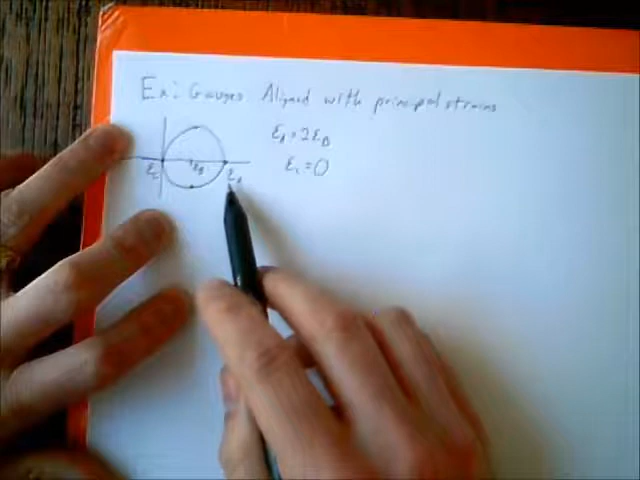 Ex: Gauges Aligned with principal strains
ε_A = 2ε_B
ε_C = 0
ε_C ε_B ε_A